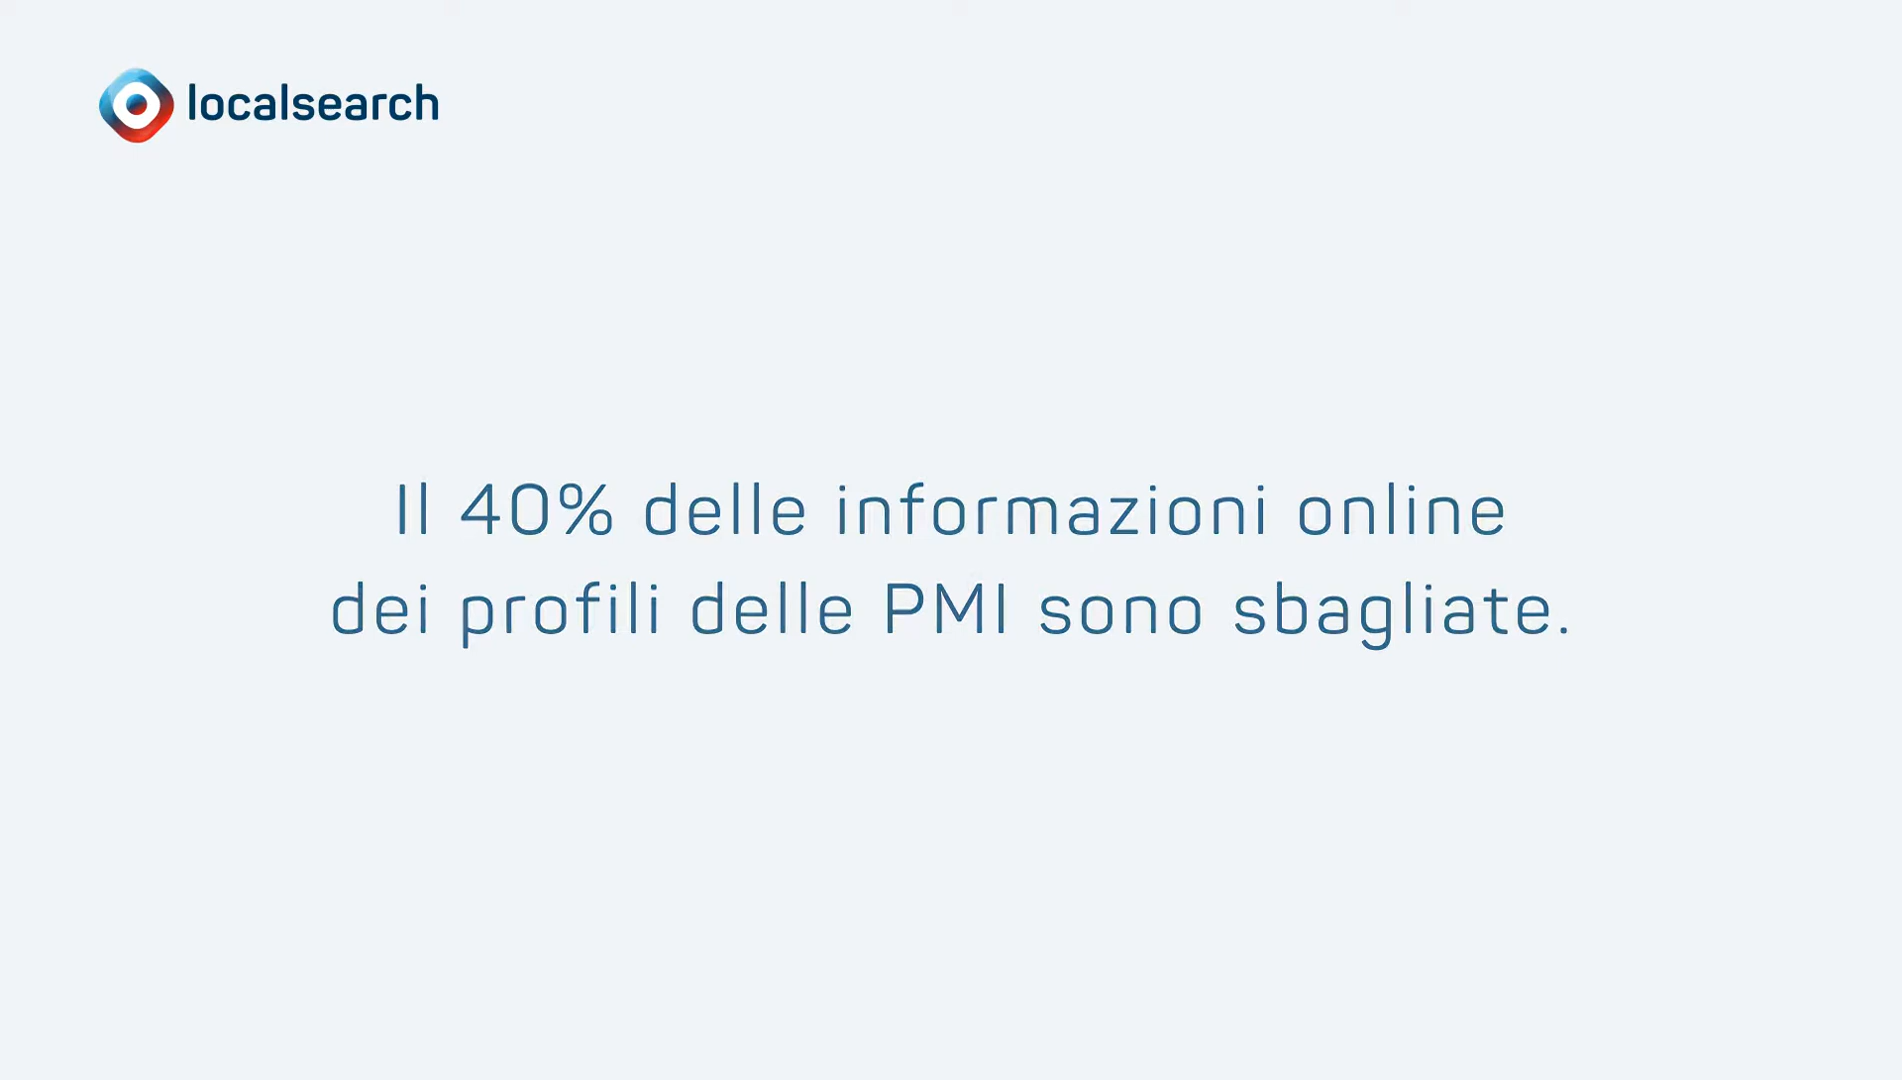 localsearch
Il 40% delle informazioni online
dei profili delle PMI sono sbagliate.